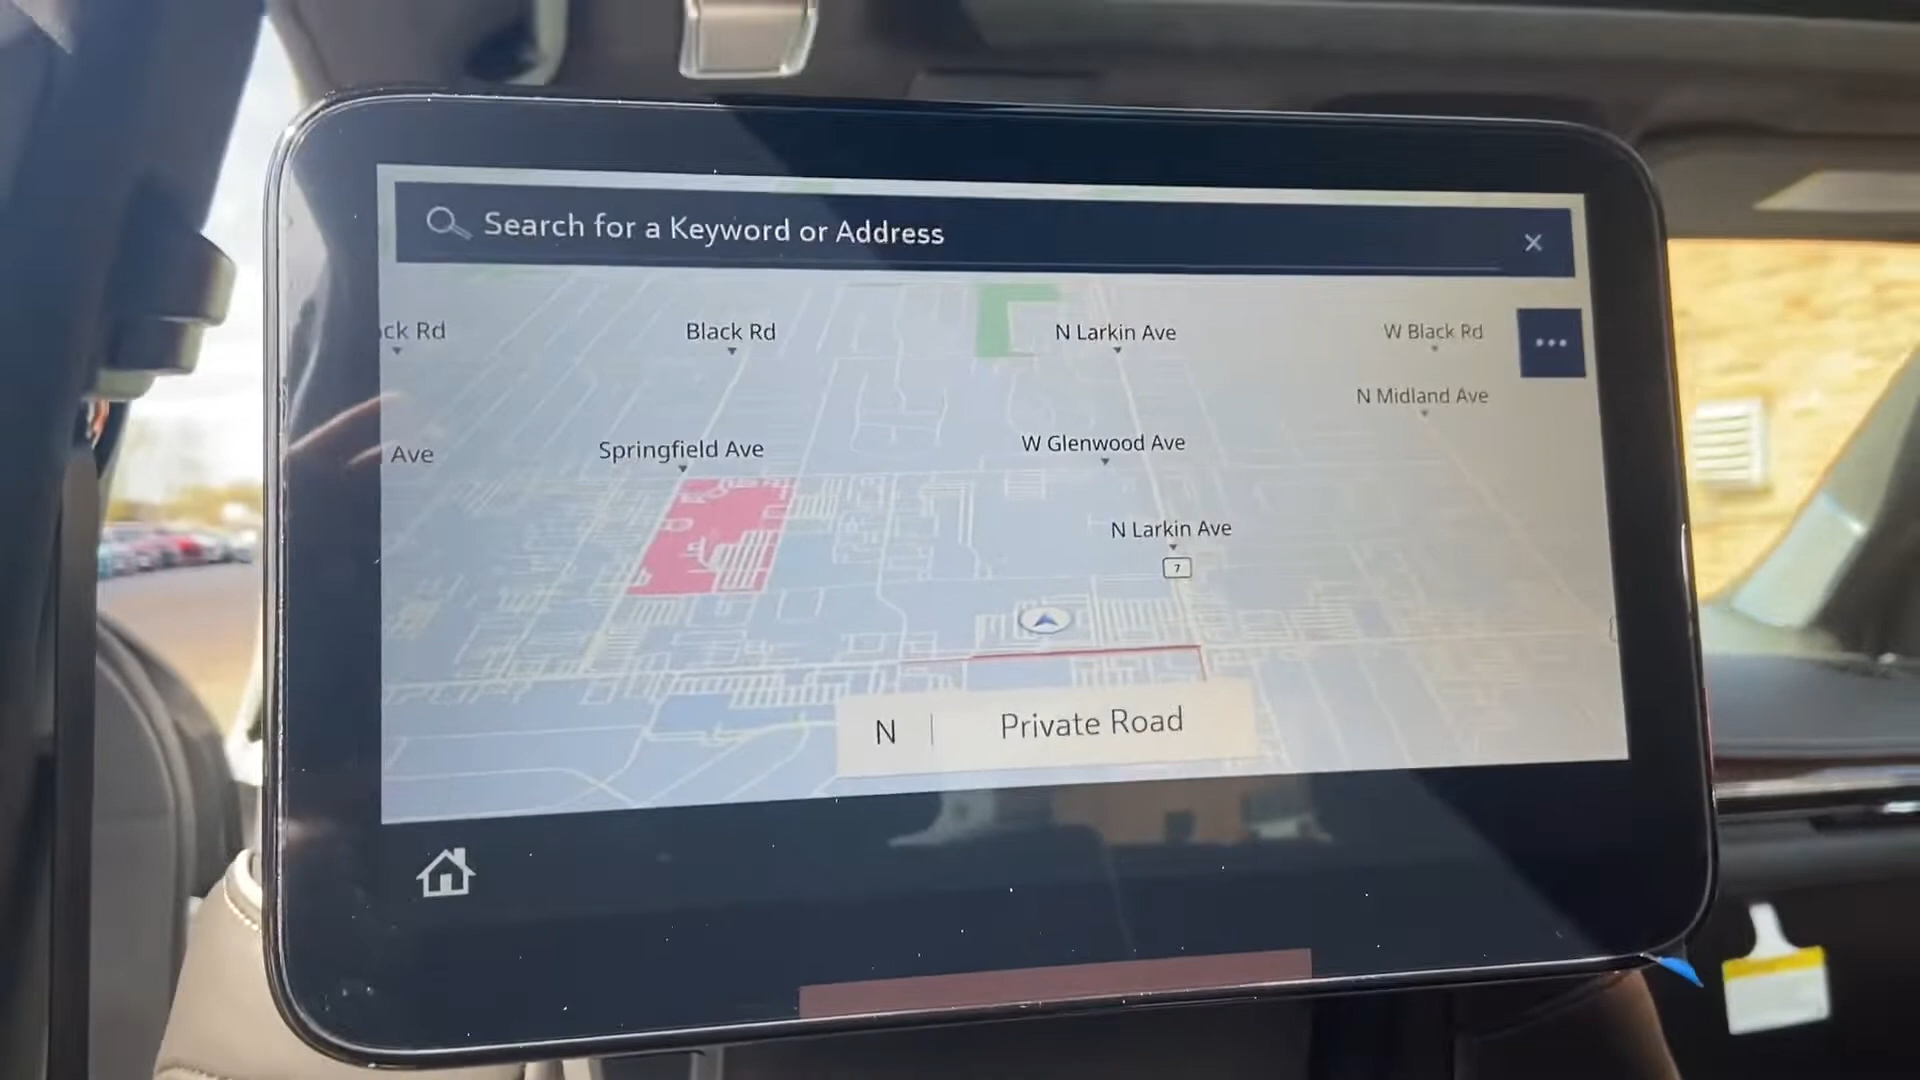 Search for a Keyword or Address
ck Rd
Black Rd
N Larkin Ave
W Black Rd
N Midland Ave
Ave
Springfield Ave
W Glenwood Ave
N Larkin Ave
7
N
Private Road